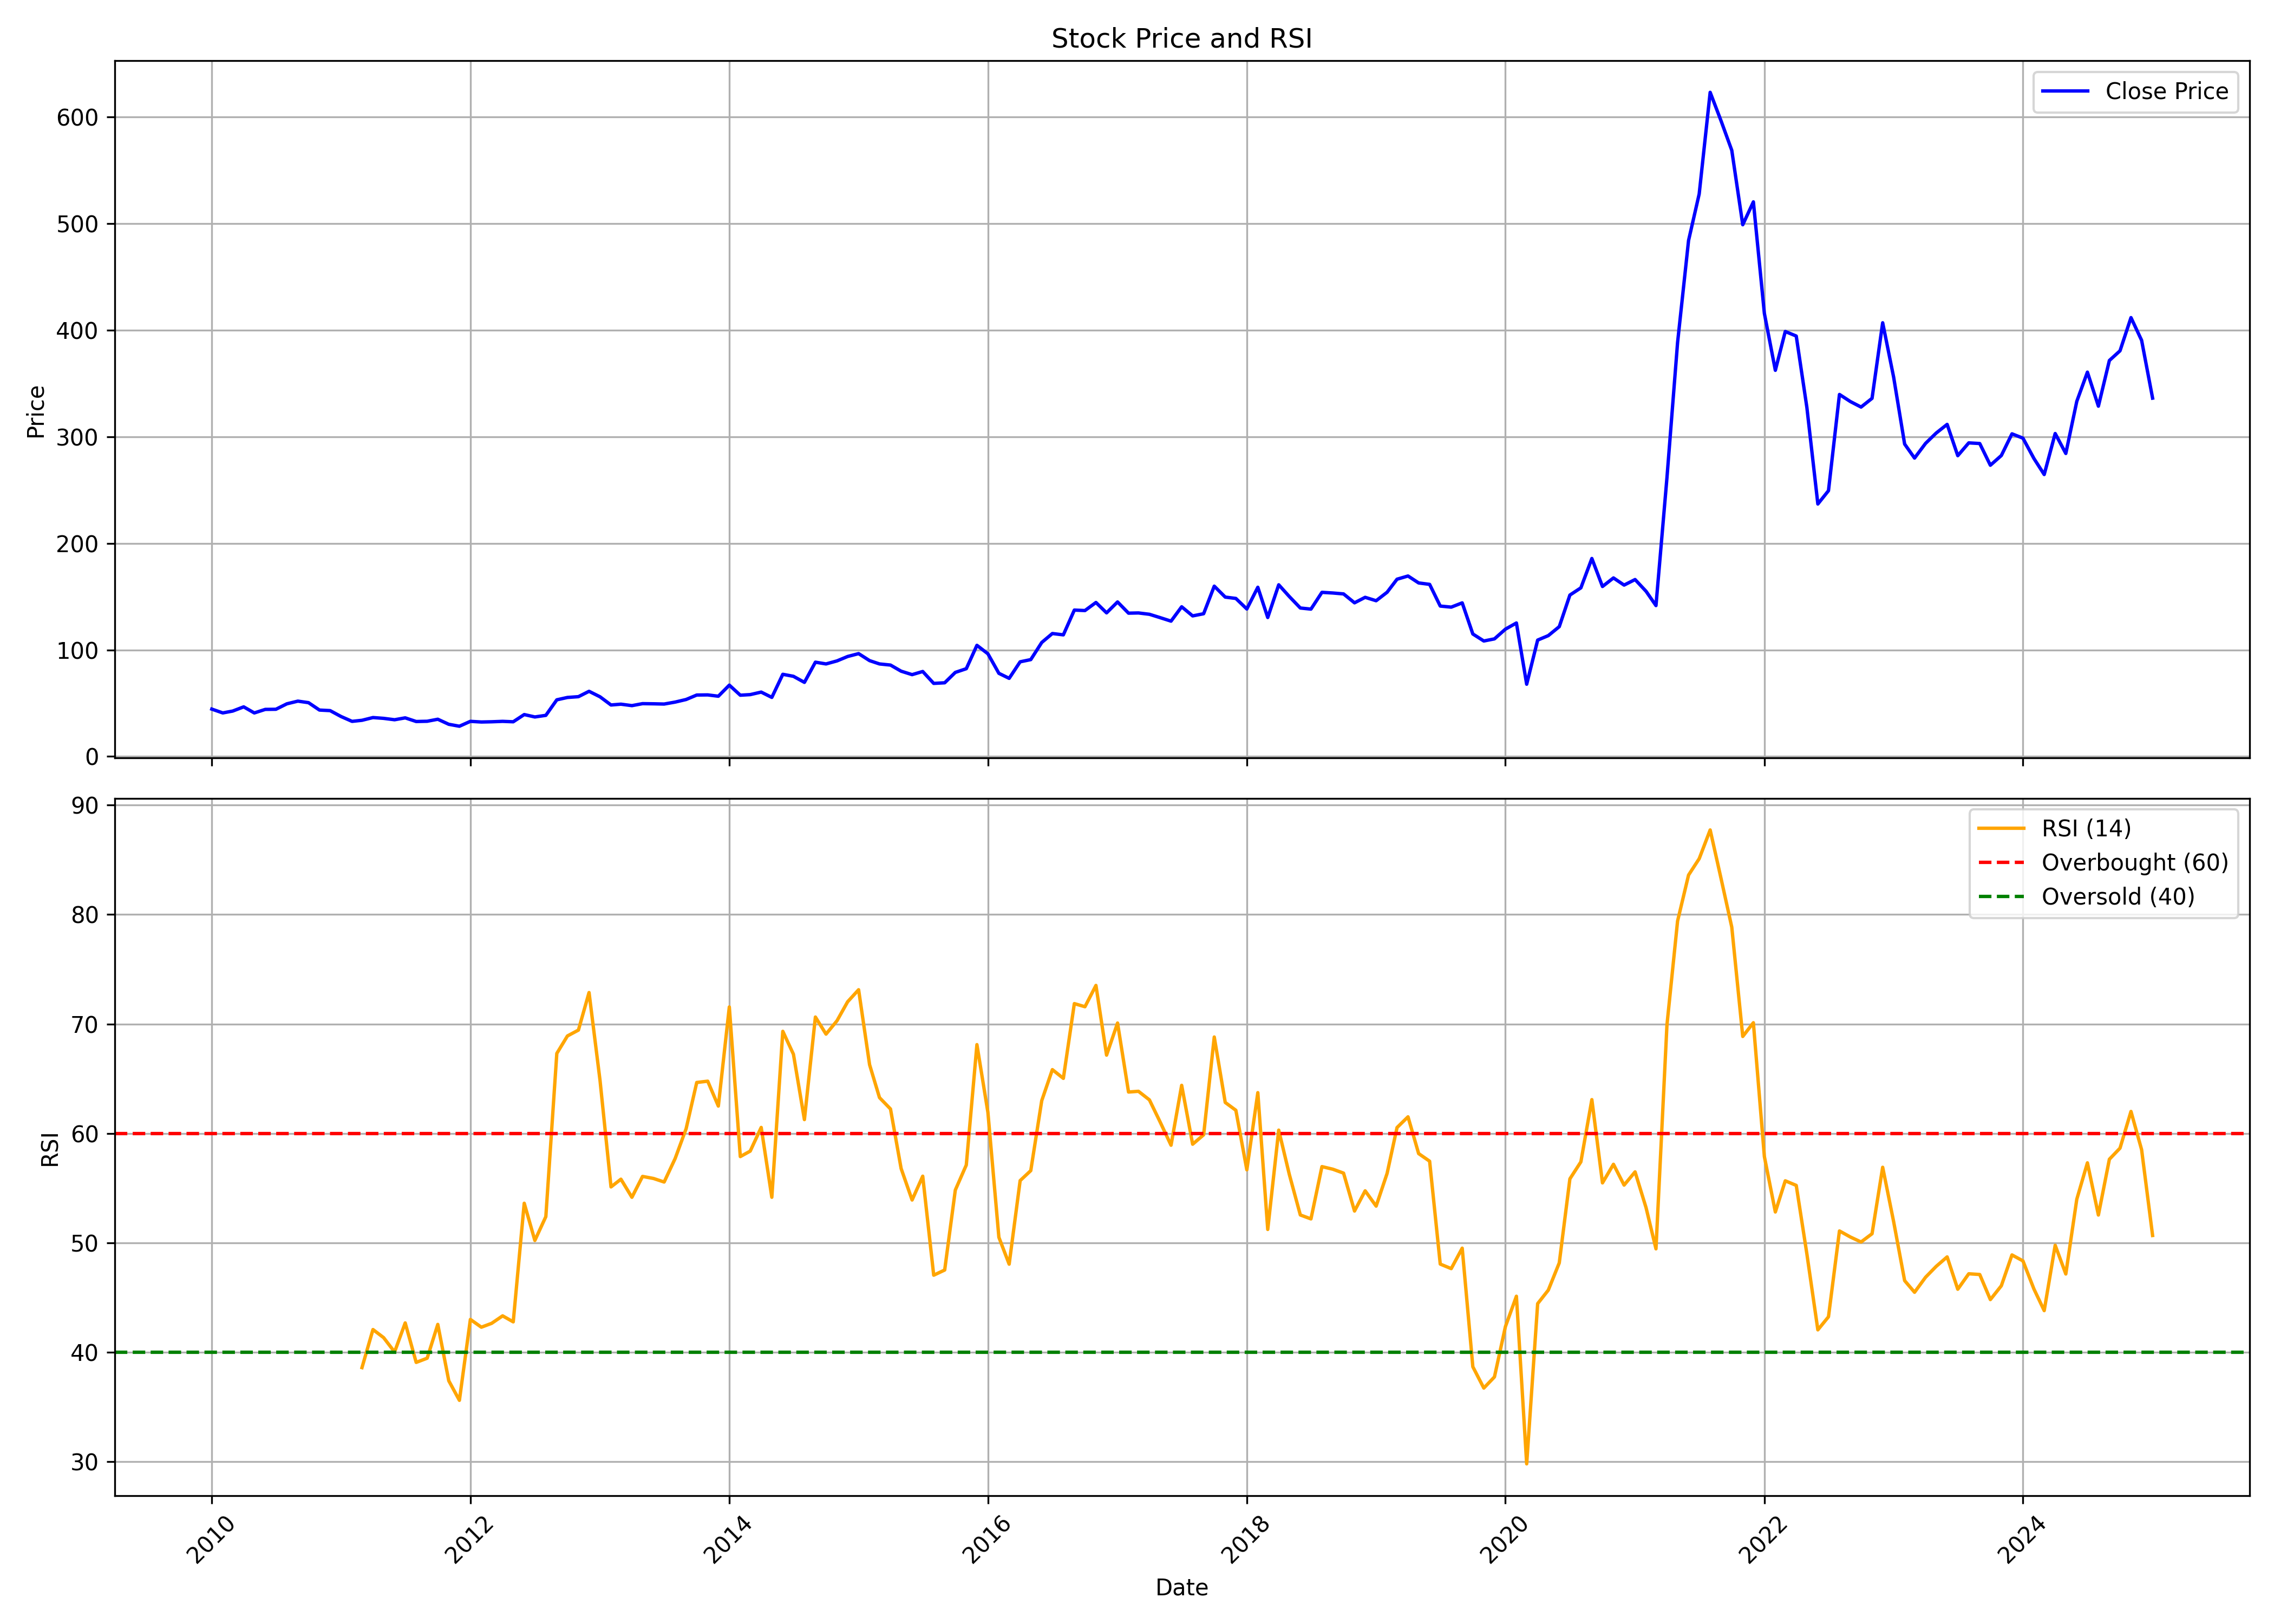 Stock Price and RSI
Close Price
600
500
400
300
200
100
0
Price
90
80
70
60
50
40
30
RSI
RSI (14)
Overbought (60)
Oversold (40)
2010
2012
2014
2016
2018
2020
2022
2024
Date